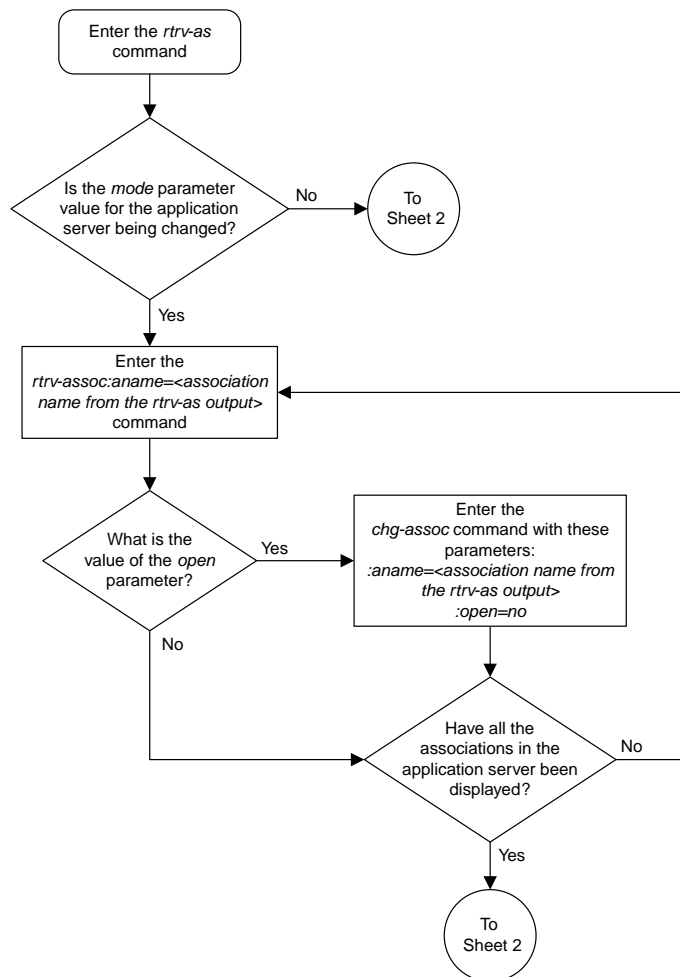 Enter the rtrv-as
command
Is the mode parameter
value for the application
server being changed?
No
To
Sheet 2
Yes
Enter the
rtrv-assoc:aname=<association
name from the rtrv-as output>
command
What is the
value of the open
parameter?
Yes
Enter the
chg-assoc command with these
parameters:
:aname=<association name from
the rtrv-as output>
:open=no
No
Have all the
associations in the
application server been
displayed?
No
Yes
To
Sheet 2